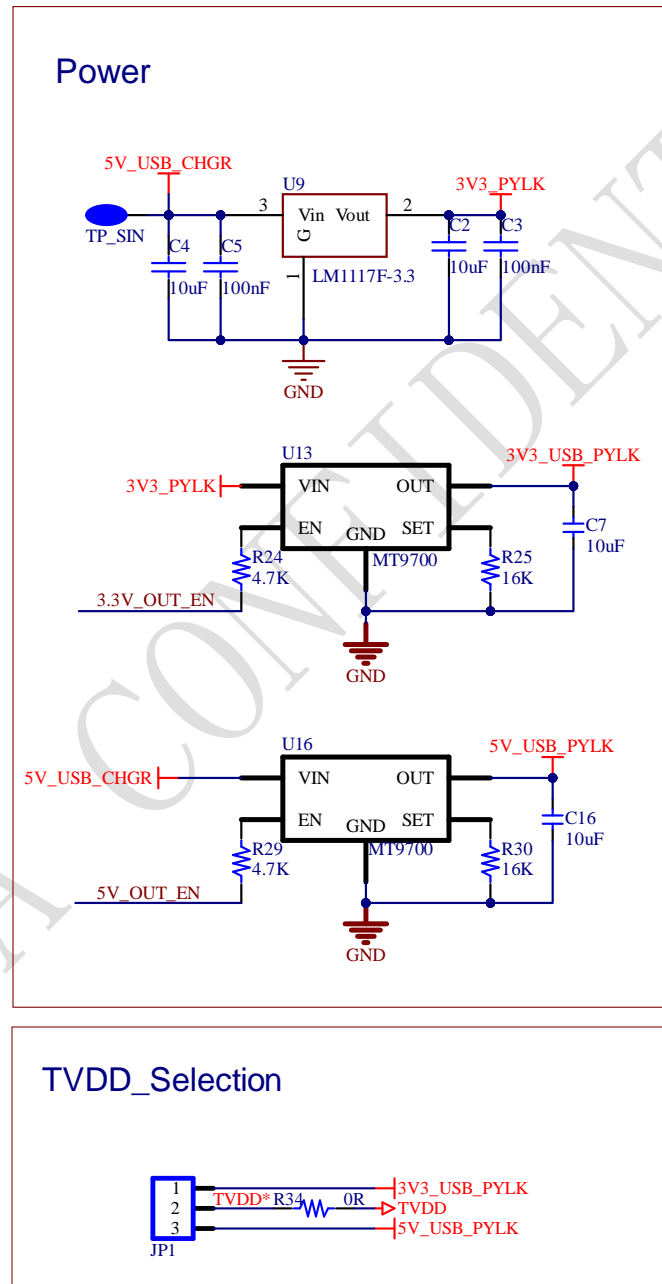 Power
5V_USB_CHGR
U9
3V3_PYLK
3
Vin Vout
2
TP_SIN
C4
C5
G
C2
C3
10uF
100nF
1
LM1117F-3.3
10uF
100nF
GND
U13
3V3_USB_PYLK
3V3_PYLK
VIN
OUT
C7
EN
GND
SET
10uF
R24
MT9700
R25
4.7K
16K
3.3V_OUT_EN
GND
U16
5V_USB_PYLK
5V_USB_CHGR
VIN
OUT
EN
GND
SET
C16
10uF
R29
MT9700
R30
4.7K
16K
5V_OUT_EN
GND
A CONFIDENT
TVDD_Selection
1
3V3_USB_PYLK
TVDD* R34 0R
2
TVDD
3
5V_USB_PYLK
JP1